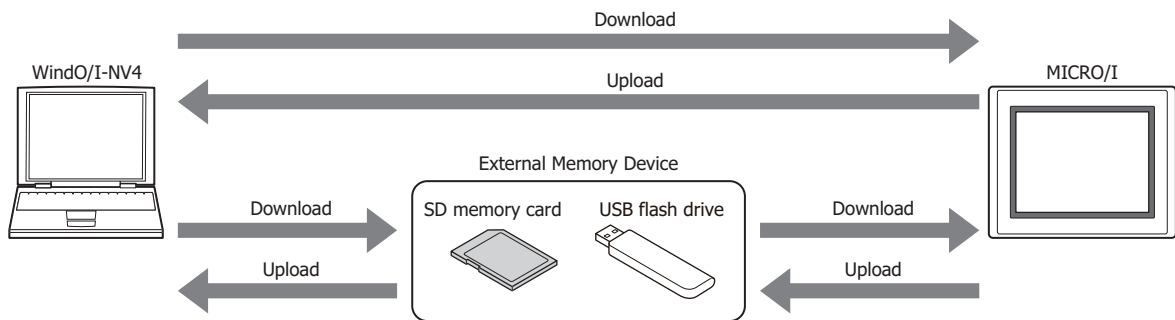 Download
WindO/I-NV4
MICRO/I
Upload
External Memory Device
SD memory card
USB flash drive
Download
Download
Upload
Upload